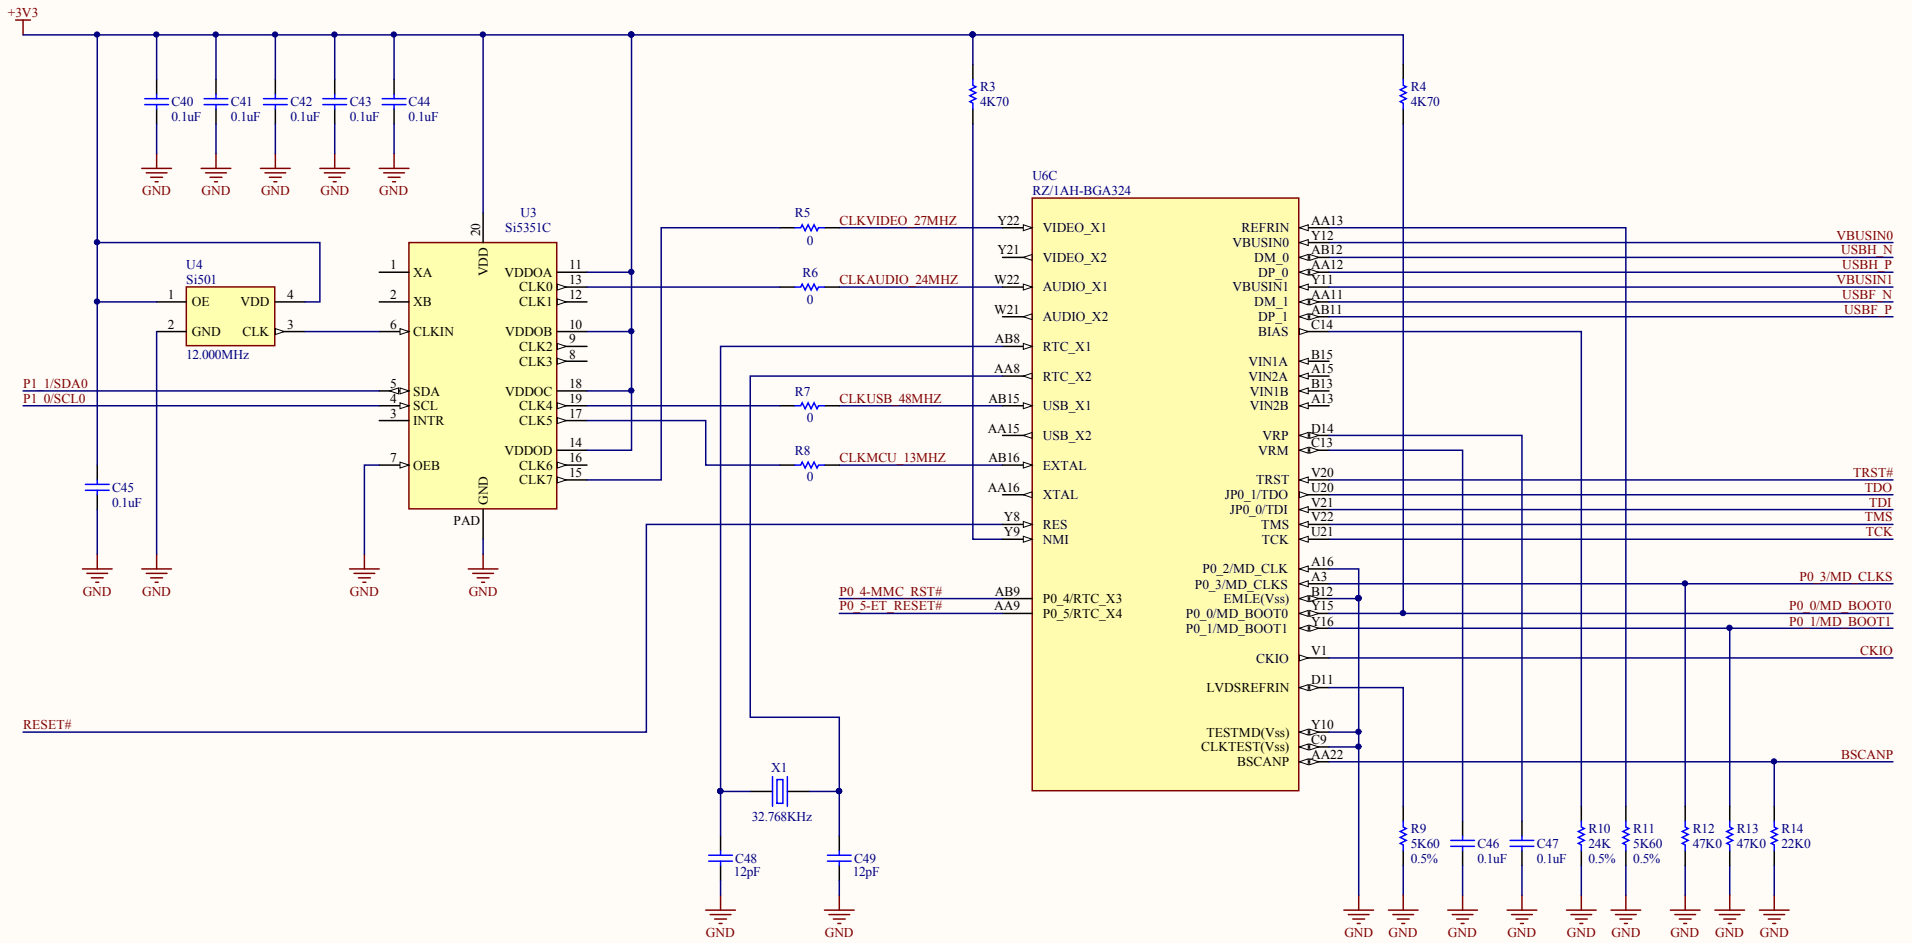 +3V3
C40
0.1uF
C41
0.1uF
C42
0.1uF
C43
0.1uF
C44
0.1uF
GND
GND
GND
GND
GND
R3
4K70
R4
4K70
U4
Si501
1
OE
VDD
4
2
GND
CLK
3
12.000MHz
P1_1/SDA0
P1_0/SCL0
C45
0.1uF
GND
GND
GND
GND
U3
Si5351C
20
VDD
1
XA
2
XB
6
CLKIN
5
SDA
4
SCL
3
INTR
7
OEB
VDDOA
11
CLK0
13
CLK1
12
VDDOB
10
CLK2
9
CLK3
8
VDDOC
18
CLK4
19
CLK5
17
VDDOD
14
CLK6
16
CLK7
15
GND
PAD
R5
0
CLKVIDEO_27MHZ
R6
0
CLKAUDIO_24MHZ
R7
0
CLKUSB_48MHZ
R8
0
CLKMCU_13MHZ
P0_4-MMC_RST#
P0_5-ET_RESET#
RESET#
X1
32.768KHz
C48
12pF
C49
12pF
GND
GND
U6C
RZ/1AH-BGA324
Y22
VIDEO_X1
Y21
VIDEO_X2
W22
AUDIO_X1
W21
AUDIO_X2
AB8
RTC_X1
AA8
RTC_X2
AB15
USB_X1
AA15
USB_X2
AB16
EXTAL
AA16
XTAL
Y8
RES
Y9
NMI
AB9
P0_4/RTC_X3
AA9
P0_5/RTC_X4
REFRIN
AA13
VBUSIN0
Y12
VBUSIN0
DM_0
AB12
USBH_N
DP_0
AA12
USBH_P
VBUSIN1
Y11
VBUSIN1
DM_1
AA11
USBF_N
DP_1
AB11
USBF_P
BIAS
C14
VIN1A
B15
VIN2A
A15
VIN1B
B13
VIN2B
A13
VRP
D14
VRM
C13
TRST
V20
TRST#
JP0_1/TDO
U20
TDO
JP0_0/TDI
V21
TDI
TMS
V22
TMS
TCK
U21
TCK
P0_2/MD_CLK
A16
P0_3/MD_CLKS
A3
P0_3/MD_CLKS
EMLE(Vss)
B12
P0_0/MD_BOOT0
Y15
P0_0/MD_BOOT0
P0_1/MD_BOOT1
Y16
P0_1/MD_BOOT1
CKIO
V1
CKIO
LVDSREFRIN
D11
TESTMD(Vss)
Y10
CLKTEST(Vss)
C9
BSCANP
AA22
BSCANP
R9
5K60
0.5%
C46
0.1uF
C47
0.1uF
R10
24K
0.5%
R11
5K60
0.5%
R12
47K0
R13
47K0
R14
22K0
GND
GND
GND
GND
GND
GND
GND
GND
GND